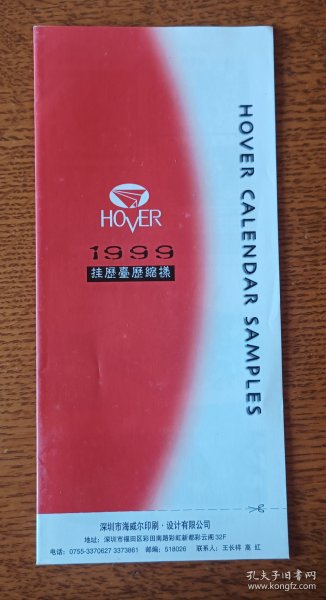 HOVER
1999
挂歷臺歷縮樣
HOVER CALENDAR SAMPLES
深圳市海威尔印刷·设计有限公司
地址：深圳市福田区彩田南路彩虹新都彩云阁32F
电话：0755-3370627 3373861 邮编：518026 联系人：王长祥 高红
孔夫子旧书网